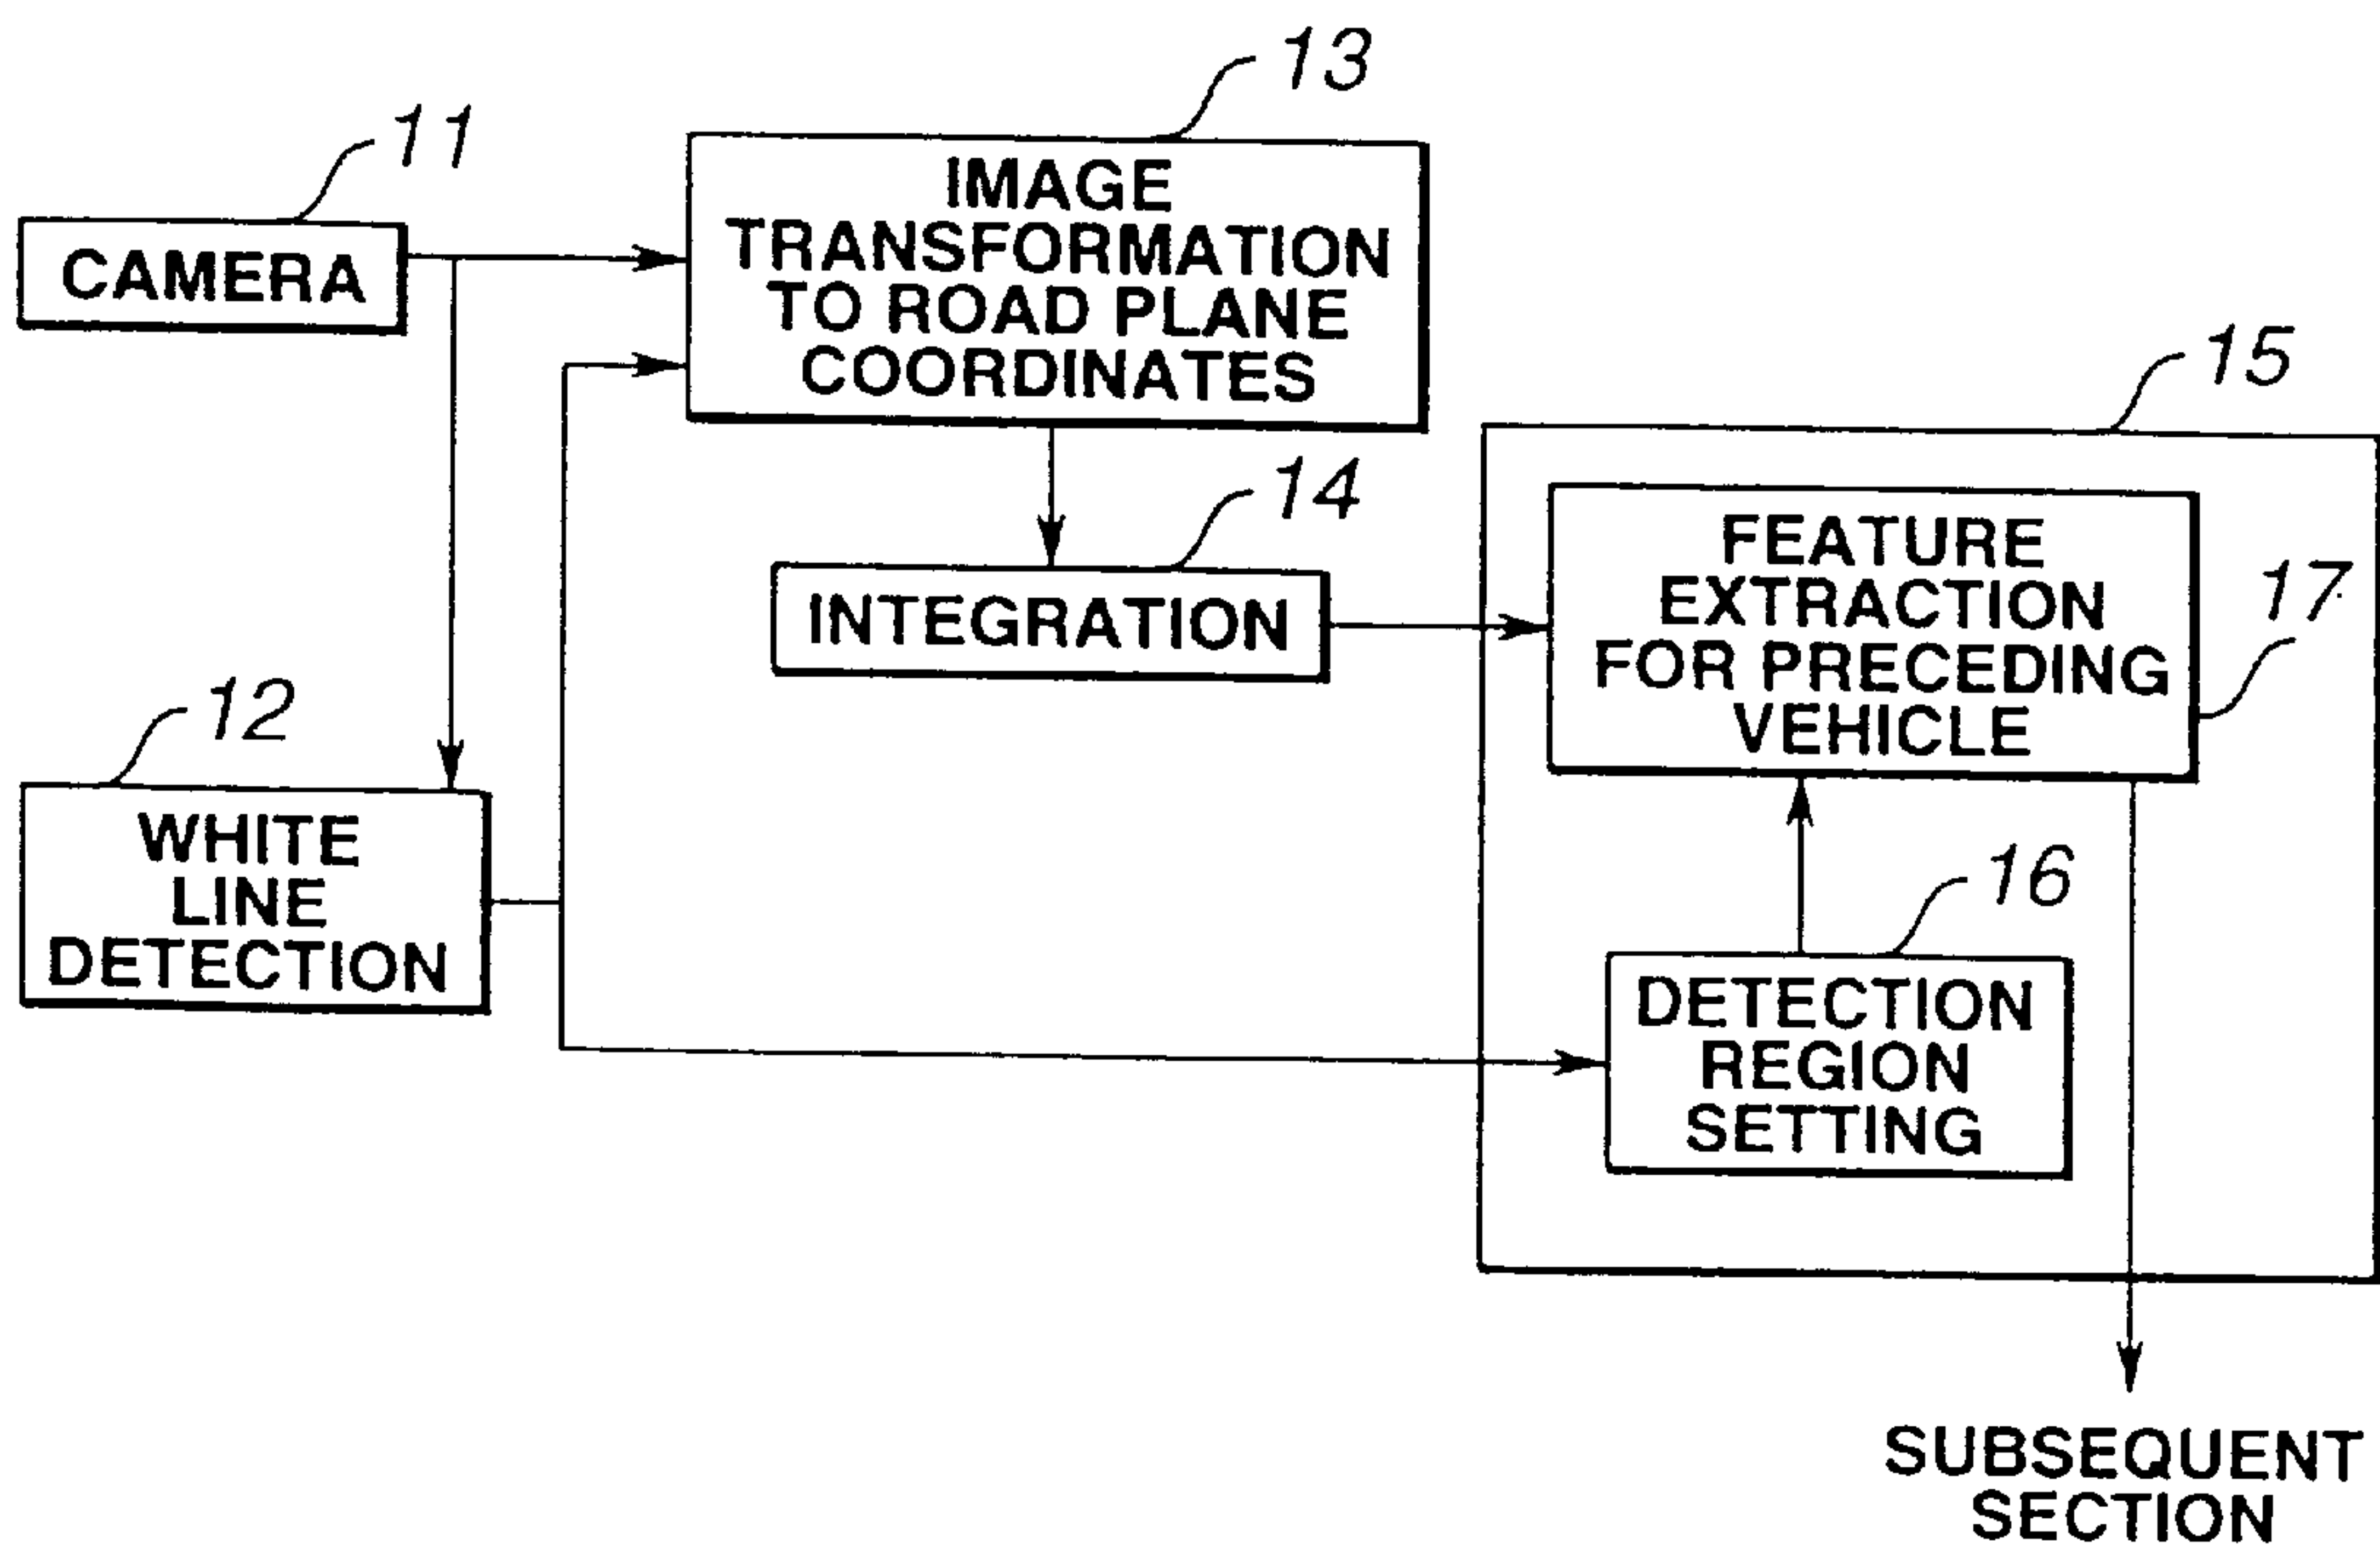 13
11
IMAGE
TRANSFORMATION
TO ROAD PLANE
COORDINATES
CAMERA
15
14
FEATURE
EXTRACTION
FOR PRECEDING
VEHICLE
17
INTEGRATION
12
WHITE
LINE
DETECTION
16
DETECTION
REGION
SETTING
SUBSEQUENT
SECTION